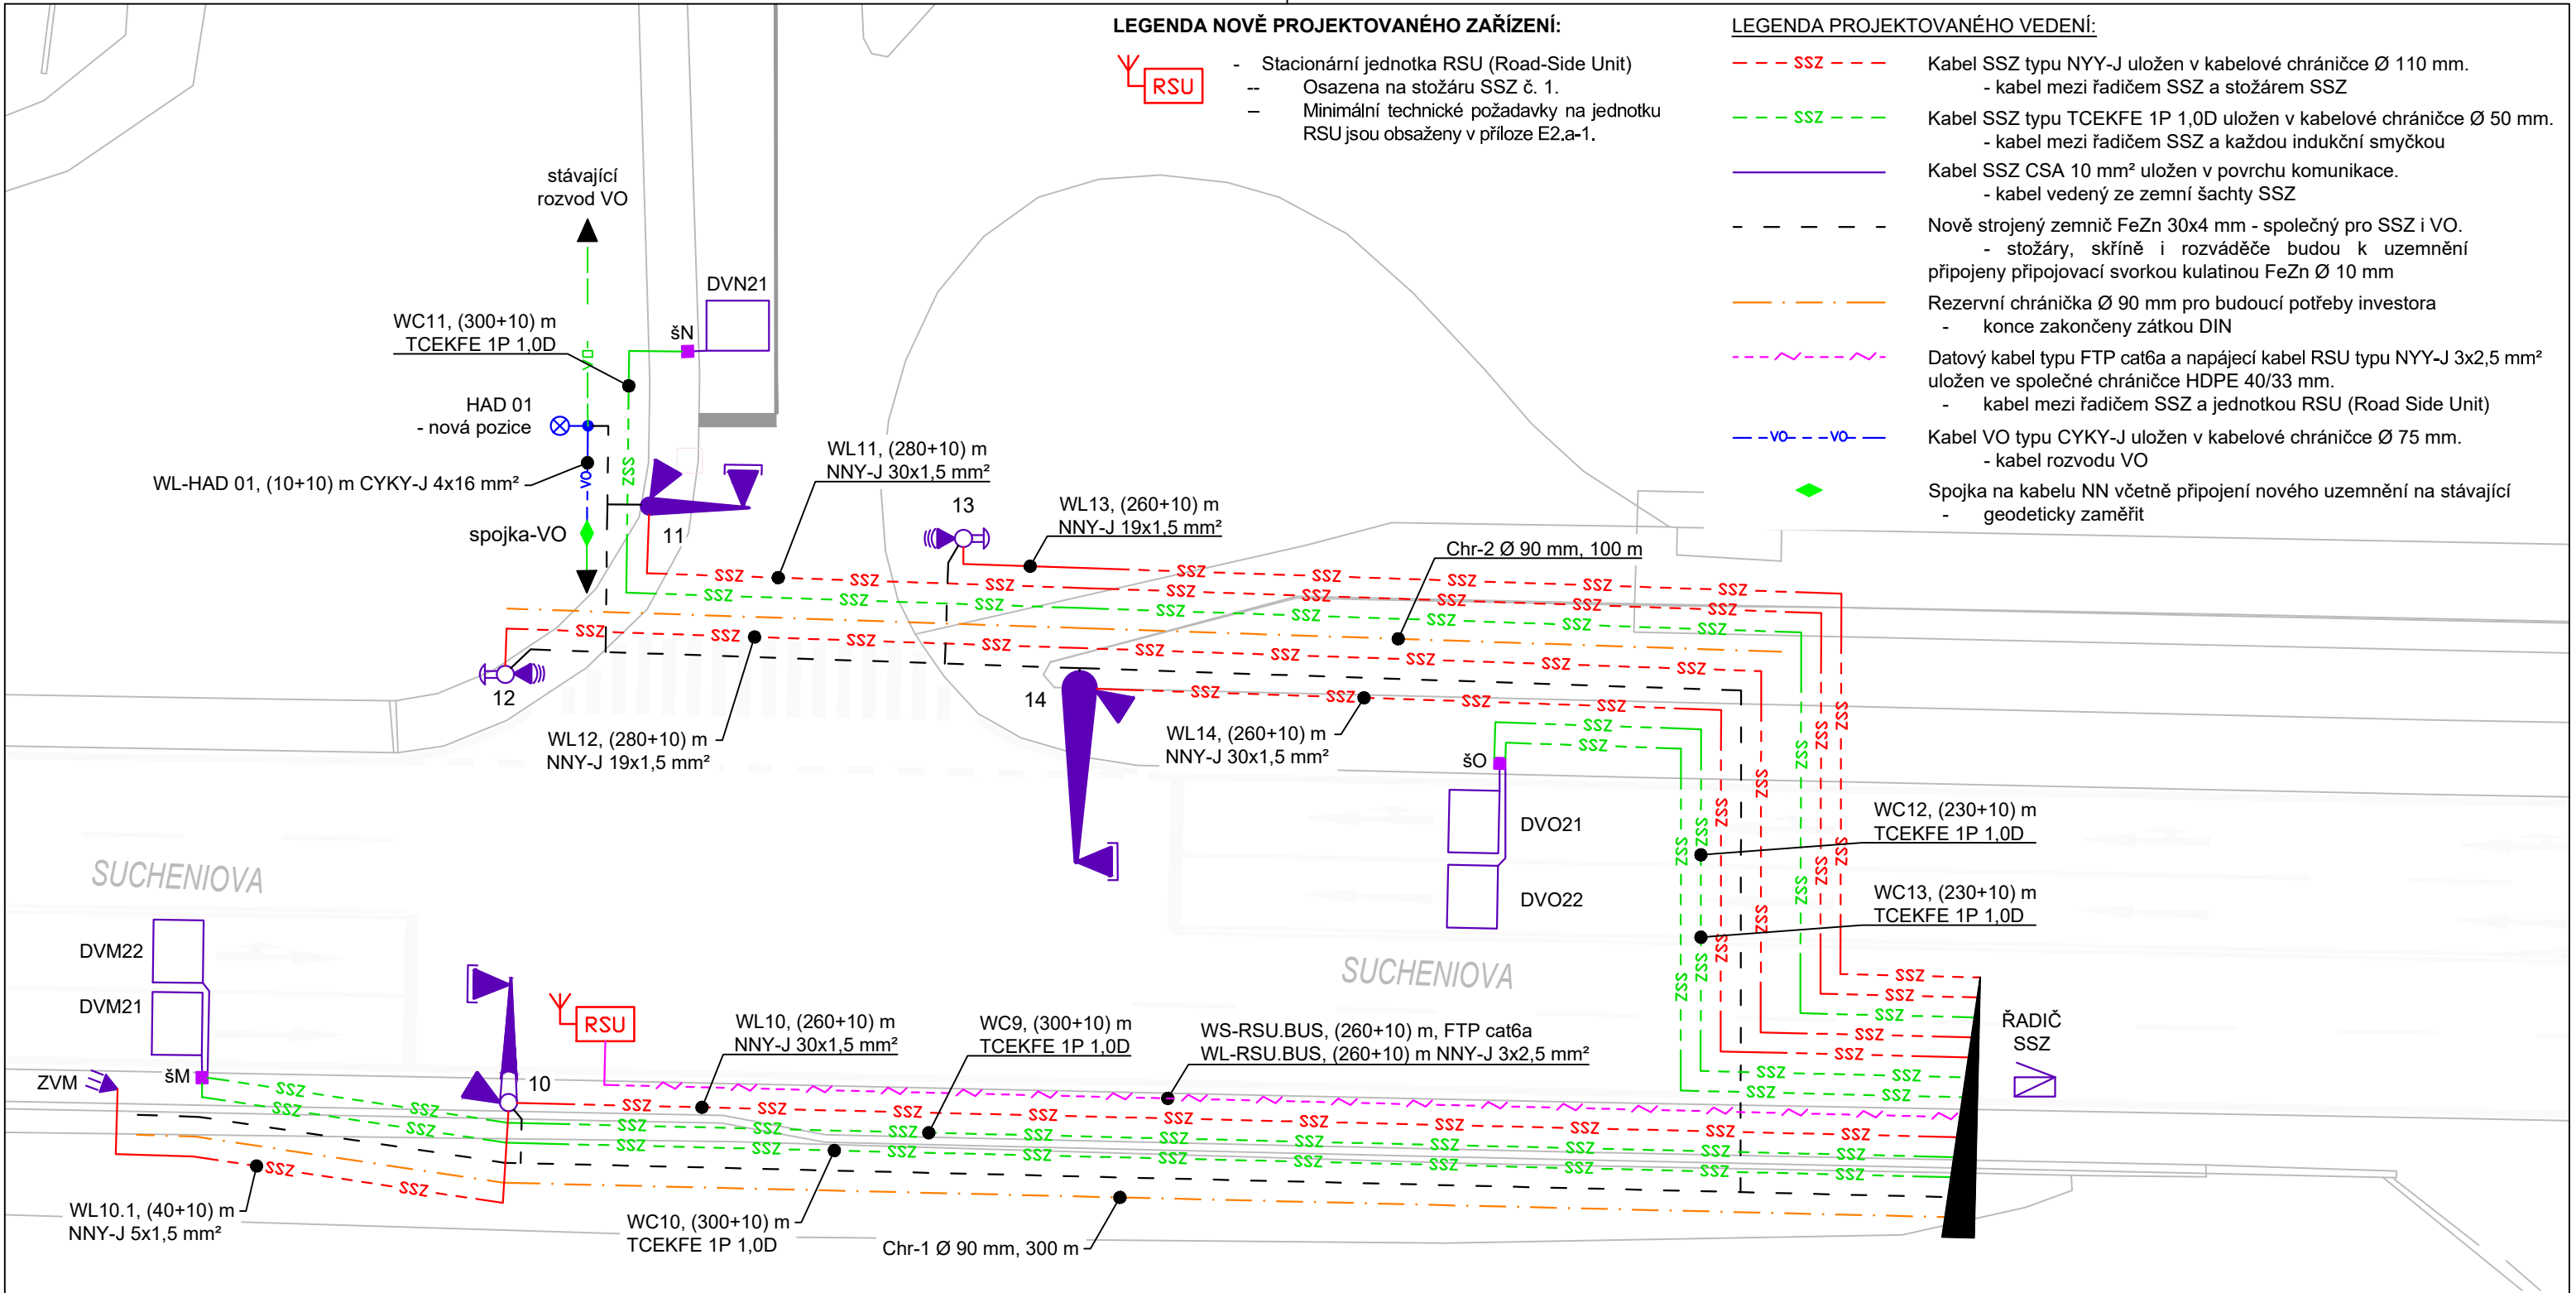 LEGENDA NOVĚ PROJEKTOVANÉHO ZAŘÍZENÍ:
RSU
- Stacionární jednotka RSU (Road-Side Unit)
-- Osazena na stožáru SSZ č. 1.
– Minimální technické požadavky na jednotku
RSU jsou obsaženy v příloze E2.a-1.
LEGENDA PROJEKTOVANÉHO VEDENÍ:
SSZ
Kabel SSZ typu NYY-J uložen v kabelové chráničce Ø 110 mm.
- kabel mezi řadičem SSZ a stožárem SSZ
SSZ
Kabel SSZ typu TCEKFE 1P 1,0D uložen v kabelové chráničce Ø 50 mm.
- kabel mezi řadičem SSZ a každou indukční smyčkou
Kabel SSZ CSA 10 mm² uložen v povrchu komunikace.
- kabel vedený ze zemní šachty SSZ
Nově strojený zemnič FeZn 30x4 mm - společný pro SSZ i VO.
- stožáry, skříně i rozváděče budou k uzemnění
připojeny připojovací svorkou kulatinou FeZn Ø 10 mm
Rezervní chránička Ø 90 mm pro budoucí potřeby investora
- konce zakončeny zátkou DIN
Datový kabel typu FTP cat6a a napájecí kabel RSU typu NYY-J 3x2,5 mm²
uložen ve společné chráničce HDPE 40/33 mm.
- kabel mezi řadičem SSZ a jednotkou RSU (Road Side Unit)
VO VO
Kabel VO typu CYKY-J uložen v kabelové chráničce Ø 75 mm.
- kabel rozvodu VO
Spojka na kabelu NN včetně připojení nového uzemnění na stávající
- geodeticky zaměřit
stávající
rozvod VO
DVN21
šN
WC11, (300+10) m
TCEKFE 1P 1,0D
VO
HAD 01
- nová pozice
WL-HAD 01, (10+10) m CYKY-J 4x16 mm²
VO
SSZ
spojka-VO
11
WL11, (280+10) m
NNY-J 30x1,5 mm²
13
WL13, (260+10) m
NNY-J 19x1,5 mm²
Chr-2 Ø 90 mm, 100 m
12
WL12, (280+10) m
NNY-J 19x1,5 mm²
14
WL14, (260+10) m
NNY-J 30x1,5 mm²
šO
DVO21
DVO22
WC12, (230+10) m
TCEKFE 1P 1,0D
WC13, (230+10) m
TCEKFE 1P 1,0D
SUCHENIOVA
SUCHENIOVA
DVM22
DVM21
ZVM
šM
10
RSU
WL10, (260+10) m
NNY-J 30x1,5 mm²
WC9, (300+10) m
TCEKFE 1P 1,0D
WS-RSU.BUS, (260+10) m, FTP cat6a
WL-RSU.BUS, (260+10) m NNY-J 3x2,5 mm²
ŘADIČ
SSZ
WL10.1, (40+10) m
NNY-J 5x1,5 mm²
WC10, (300+10) m
TCEKFE 1P 1,0D
Chr-1 Ø 90 mm, 300 m